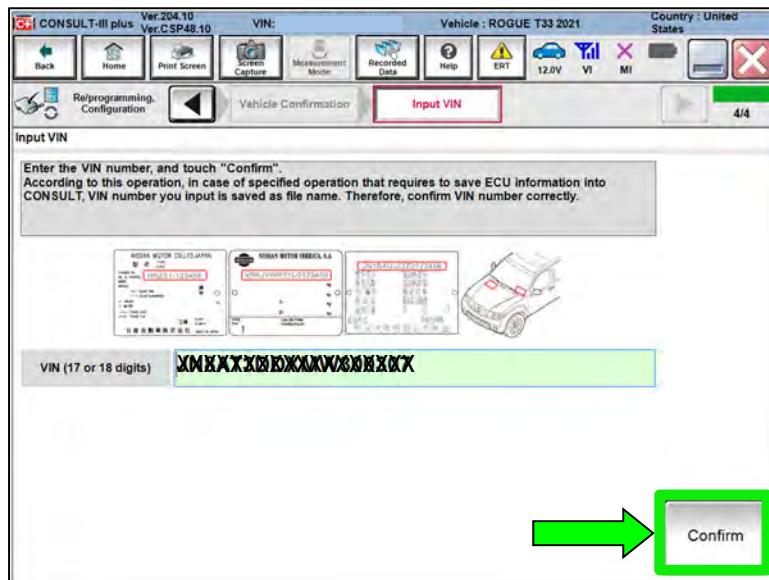 CONSULT-III plus Ver.204.10 Ver.CSP48.10 VIN: Vehicle : ROGUE T33 2021 Country : United States
Back Home Print Screen Screen Capture Measurement Mode Recorded Data Help ERT 12.0V VI MI
Re/programming, Configuration Vehicle Confirmation Input VIN 4/4
Input VIN
Enter the VIN number, and touch "Confirm".
According to this operation, in case of specified operation that requires to save ECU information into
CONSULT, VIN number you input is saved as file name. Therefore, confirm VIN number correctly.
VIN (17 or 18 digits)
Confirm